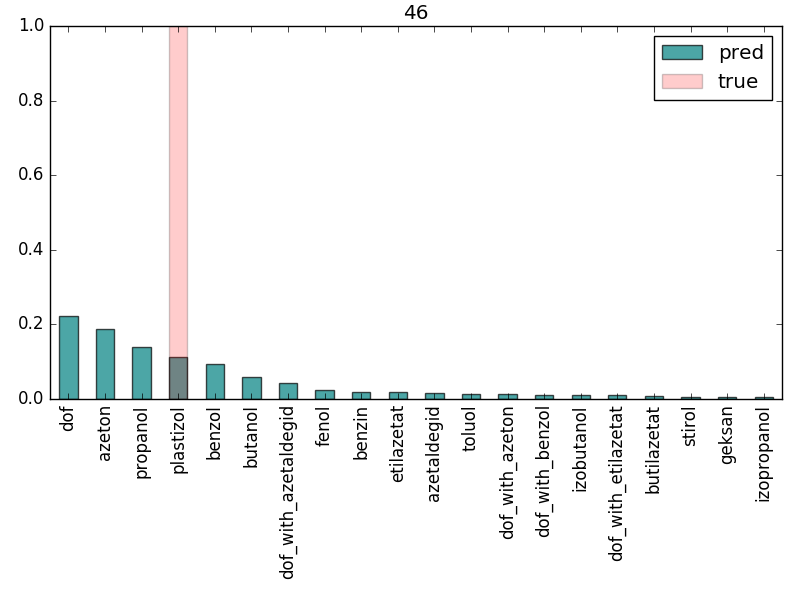 46
pred
true
1.0
0.8
0.6
0.4
0.2
0.0
dof
azeton
propanol
plastizol
benzol
butanol
dof_with_azetaldegid
fenol
benzin
etilazetat
azetaldegid
toluol
dof_with_azeton
dof_with_benzol
izobutanol
dof_with_etilazetat
butilazetat
stirol
geksan
izopropanol